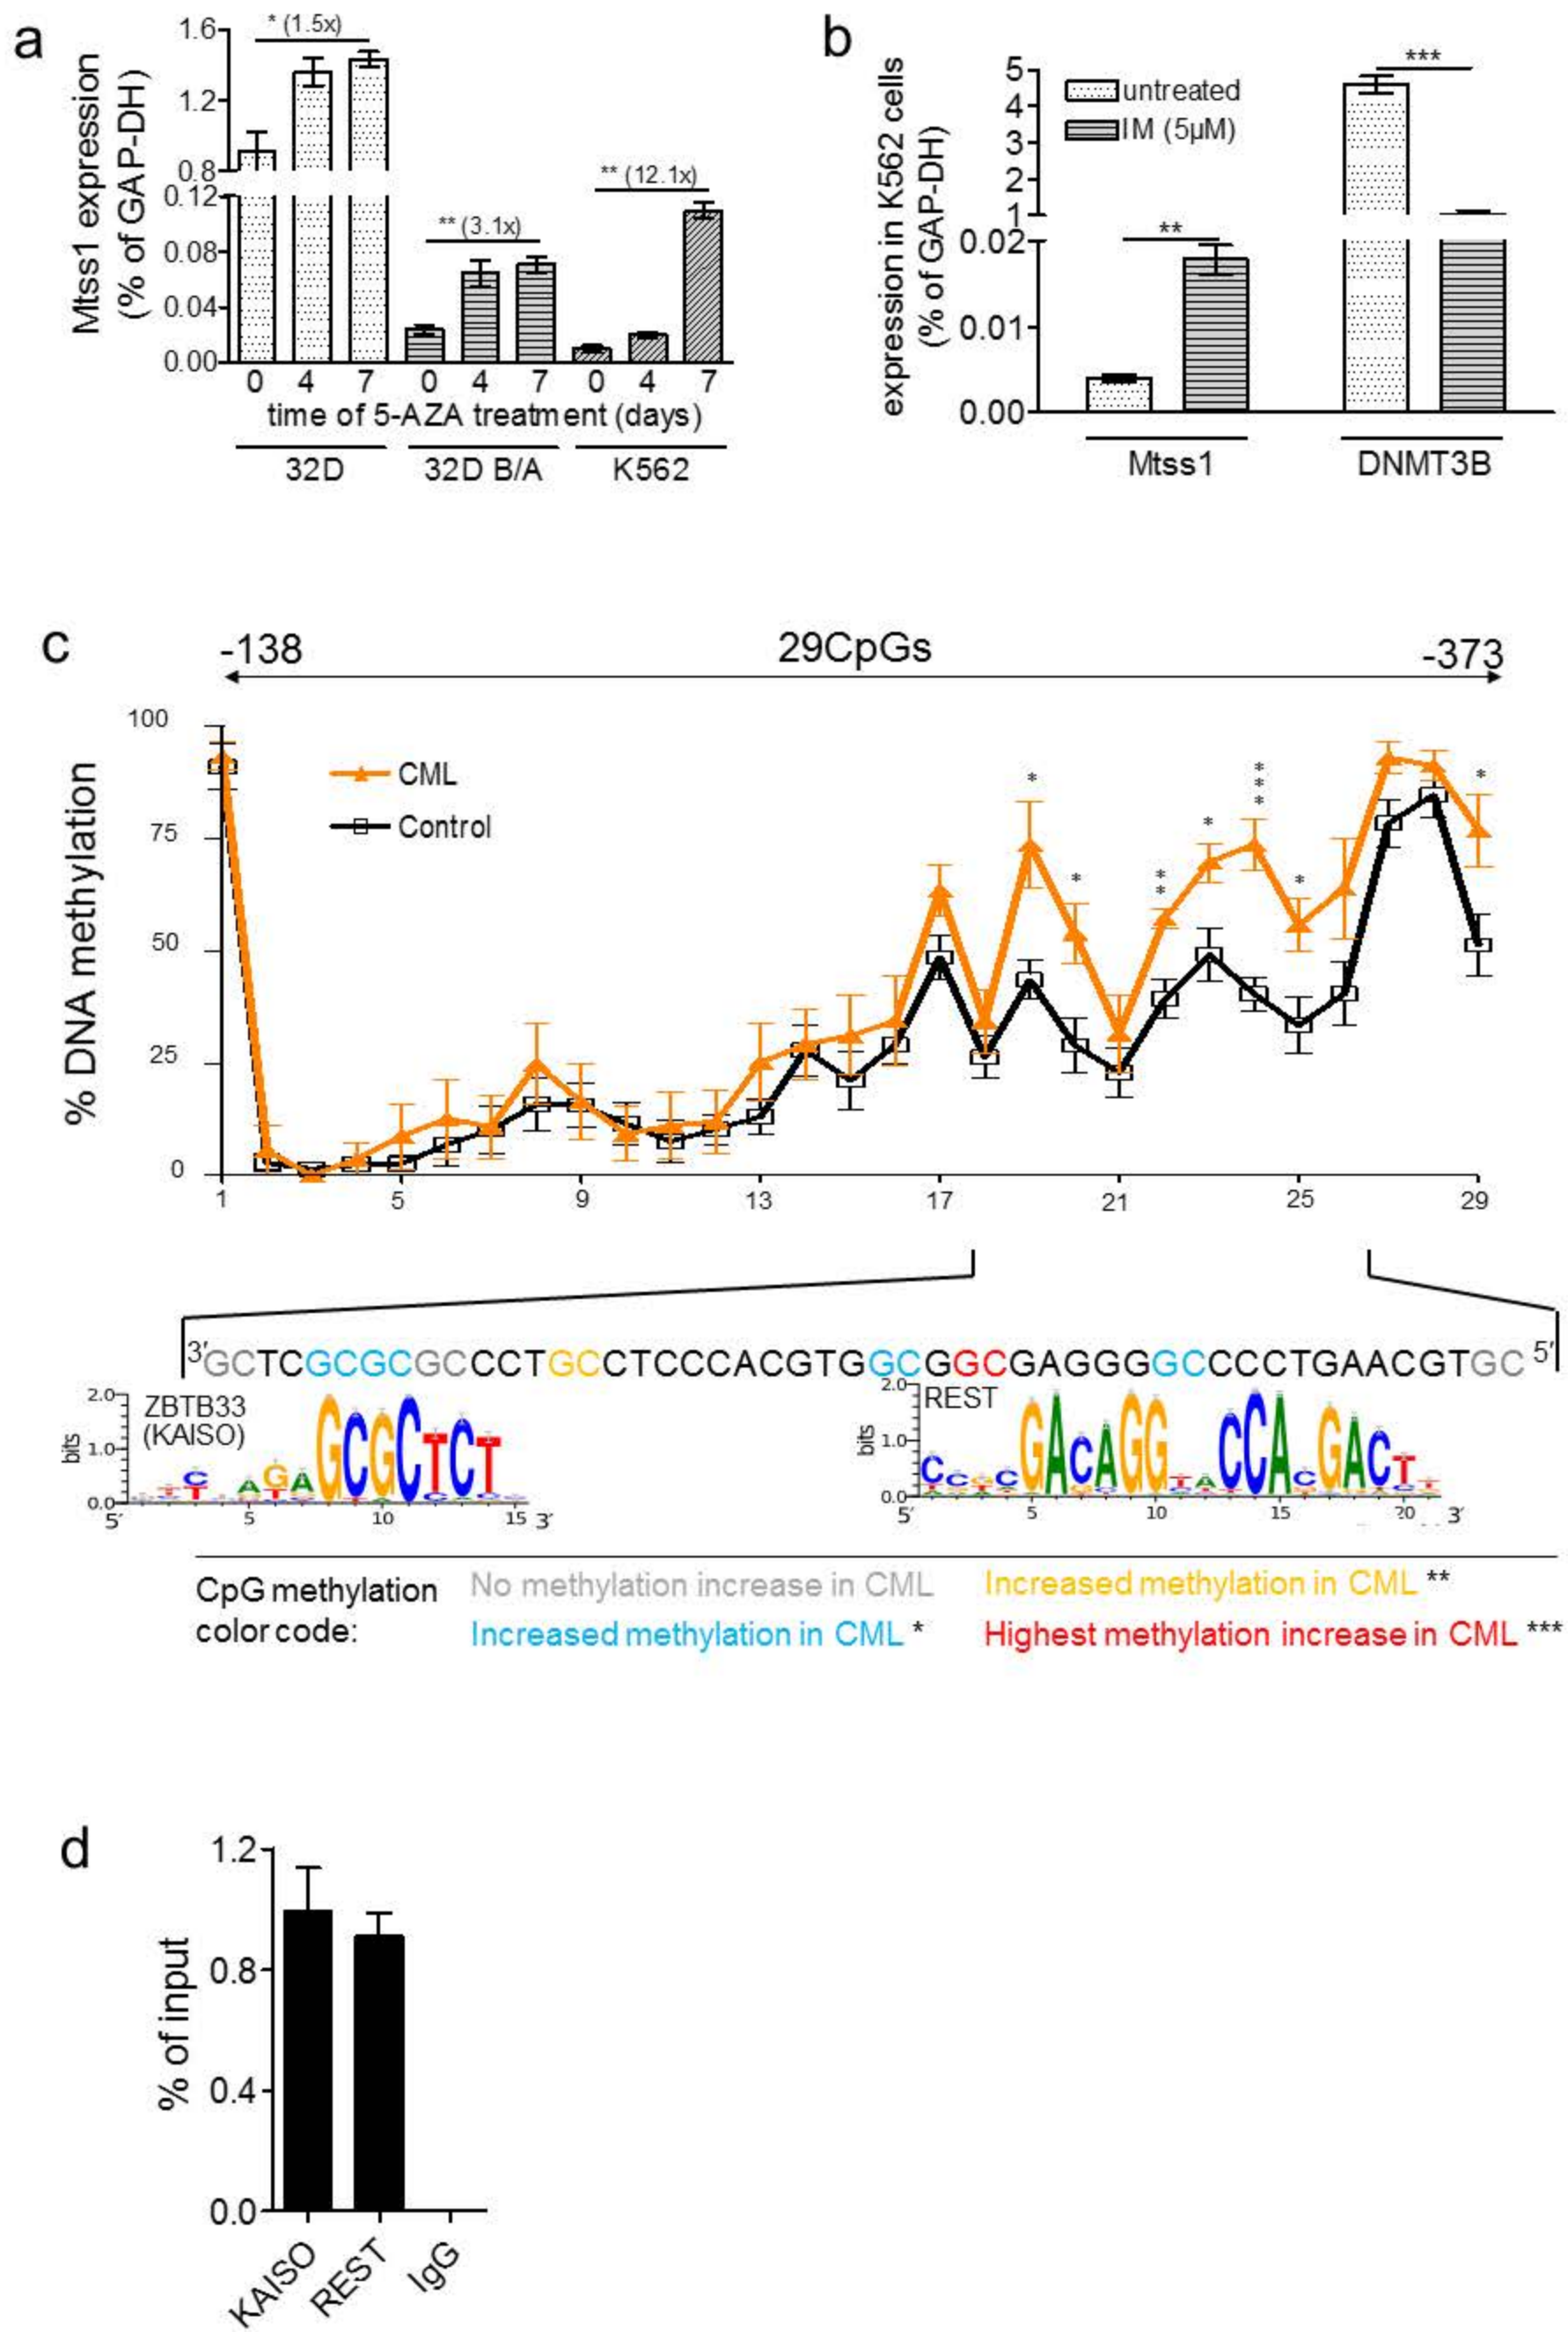 a
Mtss1 expression
(% of GAP-DH)
1.6
1.2
0.8
0.12
0.08
0.04
0.00
* (1.5x)
** (3.1x)
** (12.1x)
0 4 7 0 4 7 0 4 7
time of 5-AZA treatment (days)
32D 32D B/A K562
b
expression in K562 cells
(% of GAP-DH)
5
4
3
2
1
0.02
0.01
0.00
untreated
IM (5µM)
**
***
Mtss1 DNMT3B
c
-138 29CpGs -373
% DNA methylation
100
75
50
25
0
CML
Control
* * ** * *** * *
1 5 9 13 17 21 25 29
3′GCTCGCGCGCCCTGCCTCCCACGTGGCGGCGAGGGGCCCCTGAACGTGC 5′
ZBTB33
(KAISO)
bits
2.0
1.0
0.0
5′ 5 10 15 3′
REST
bits
2.0
1.0
0.0
5′ 5 10 15 20 3′
CpG methylation
color code:
No methylation increase in CML
Increased methylation in CML **
Increased methylation in CML *
Highest methylation increase in CML ***
d
% of input
1.2
0.8
0.4
0.0
KAISO
REST
IgG